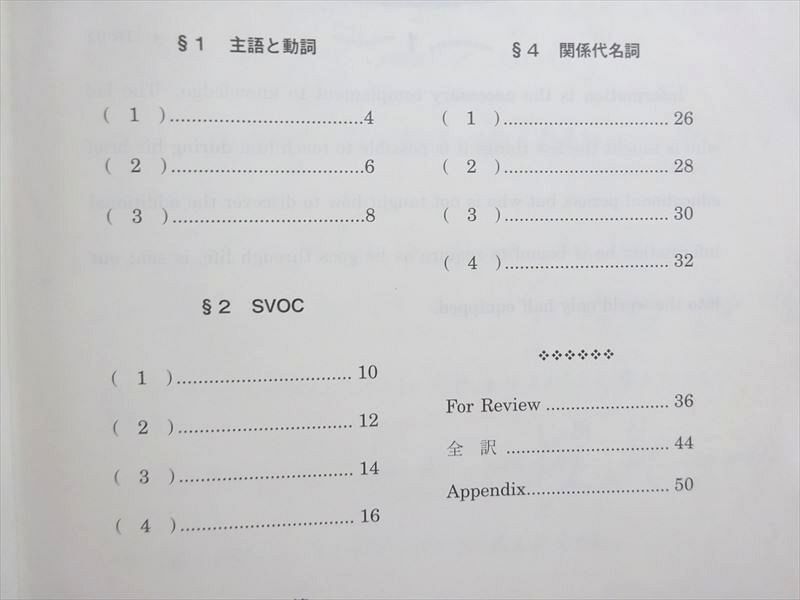 §1 主語と動詞
( 1 )..................................4
( 2 )..................................6
( 3 )..................................8
§2 SVOC
( 1 )................................ 10
( 2 )................................ 12
( 3 )................................ 14
( 4 )................................ 16
§4 関係代名詞
( 1 ).............................. 26
( 2 ).............................. 28
( 3 ).............................. 30
( 4 ).............................. 32
❖❖❖❖❖❖
For Review ......................... 36
全 訳 .................................. 44
Appendix............................. 50